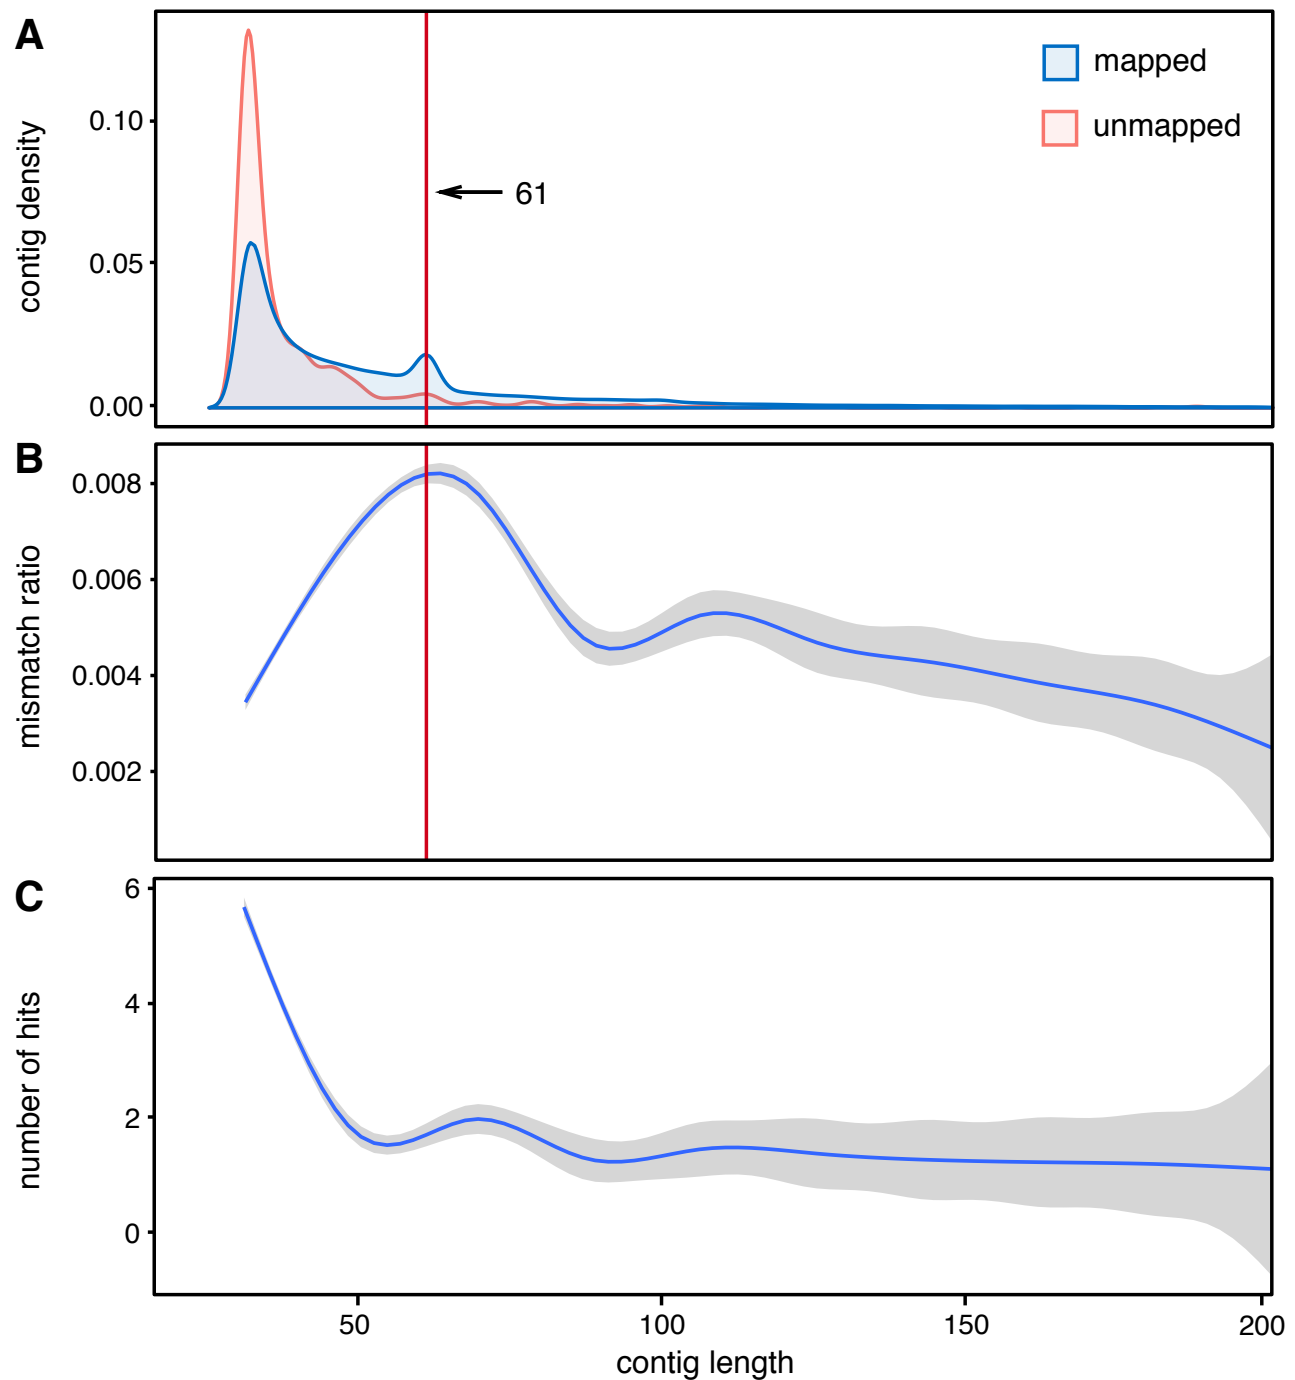 A
mapped
unmapped
contig density
0.10
0.05
0.00
61
B
mismatch ratio
0.008
0.006
0.004
0.002
C
number of hits
6
4
2
0
50 100 150 200
contig length